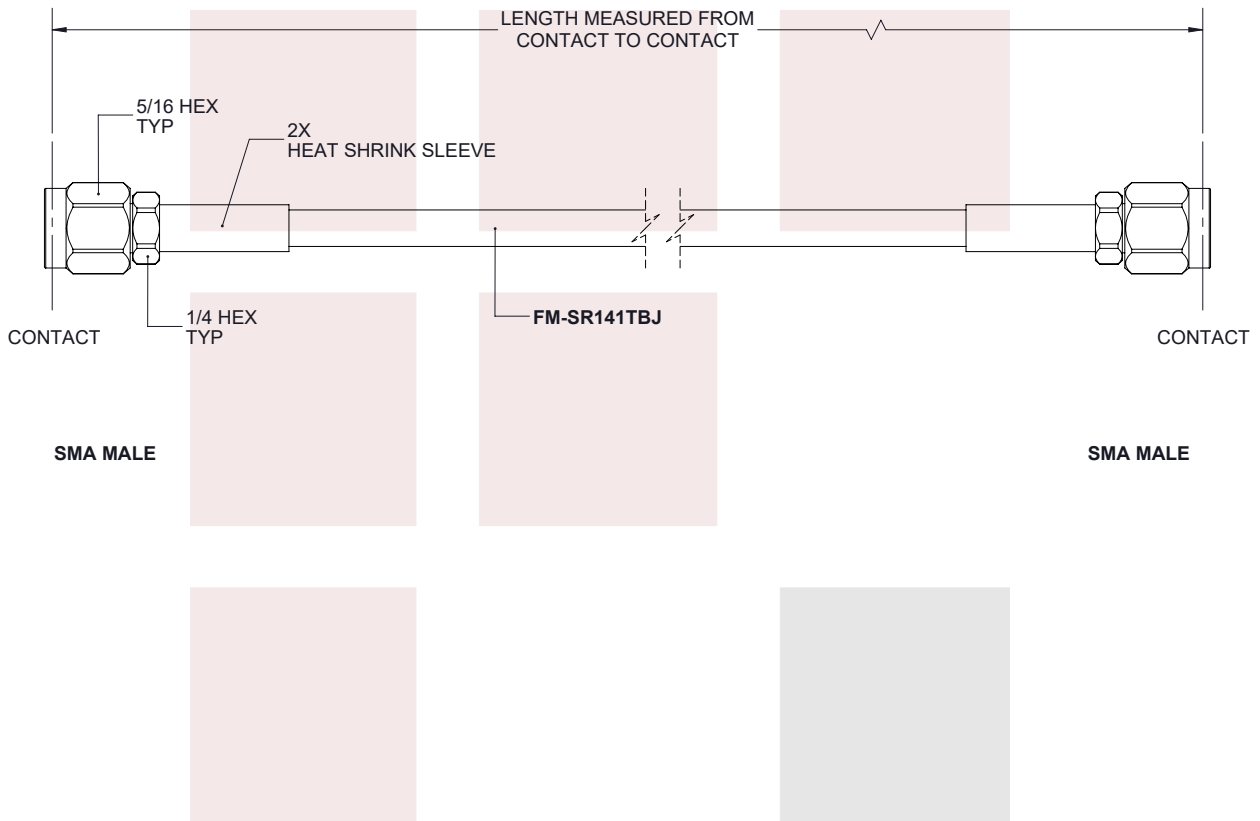 LENGTH MEASURED FROM
CONTACT TO CONTACT
5/16 HEX
TYP
2X
HEAT SHRINK SLEEVE
1/4 HEX
TYP
FM-SR141TBJ
CONTACT
CONTACT
SMA MALE
SMA MALE